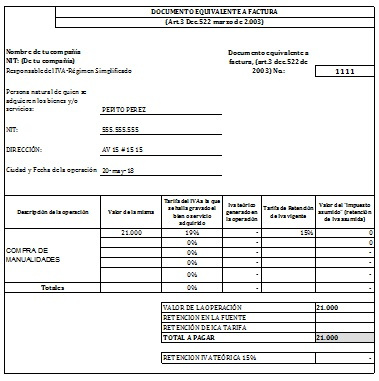 DOCUMENTO EQUIVALENTE A FACTURA
(Art.3 Dec.522 marzo de 2.003)
Nombre de tu compañía
NIT: (De tu compañía)
Responsable del IVA-Régimen Simplificado
Documento equivalente a
factura, (art.3 dec.522 de
2003) No.:
1111
Persona natural de quien se
adquieren los bienes y/o
servicios:
PEPITO PEREZ
NIT:
555.555.555
DIRECCIÓN:
AV 15 # 15 15
Ciudad y Fecha de la operación
20-may-18
Descripción de la operación
Valor de la misma
Tarifa del IVA a la que
se halla gravado el
bien o servicio
adquirido
Iva teórico
generado en
la operación
Tarifa de Retención
de Iva vigente
Valor del "Impuesto
asumido" (retención
de Iva asumida)
COMPRA DE
MANUALIDADES
21.000 19% - 15% 0
0% - 0
0% - -
0% - -
0% - -
0% - -
Totales 0% - -
VALOR DE LA OPERACIÓN 21.000
RETENCION EN LA FUENTE
RETENCIÓN DE ICA TARIFA
TOTAL A PAGAR 21.000
RETENCION IVA TEÓRICA 15% -